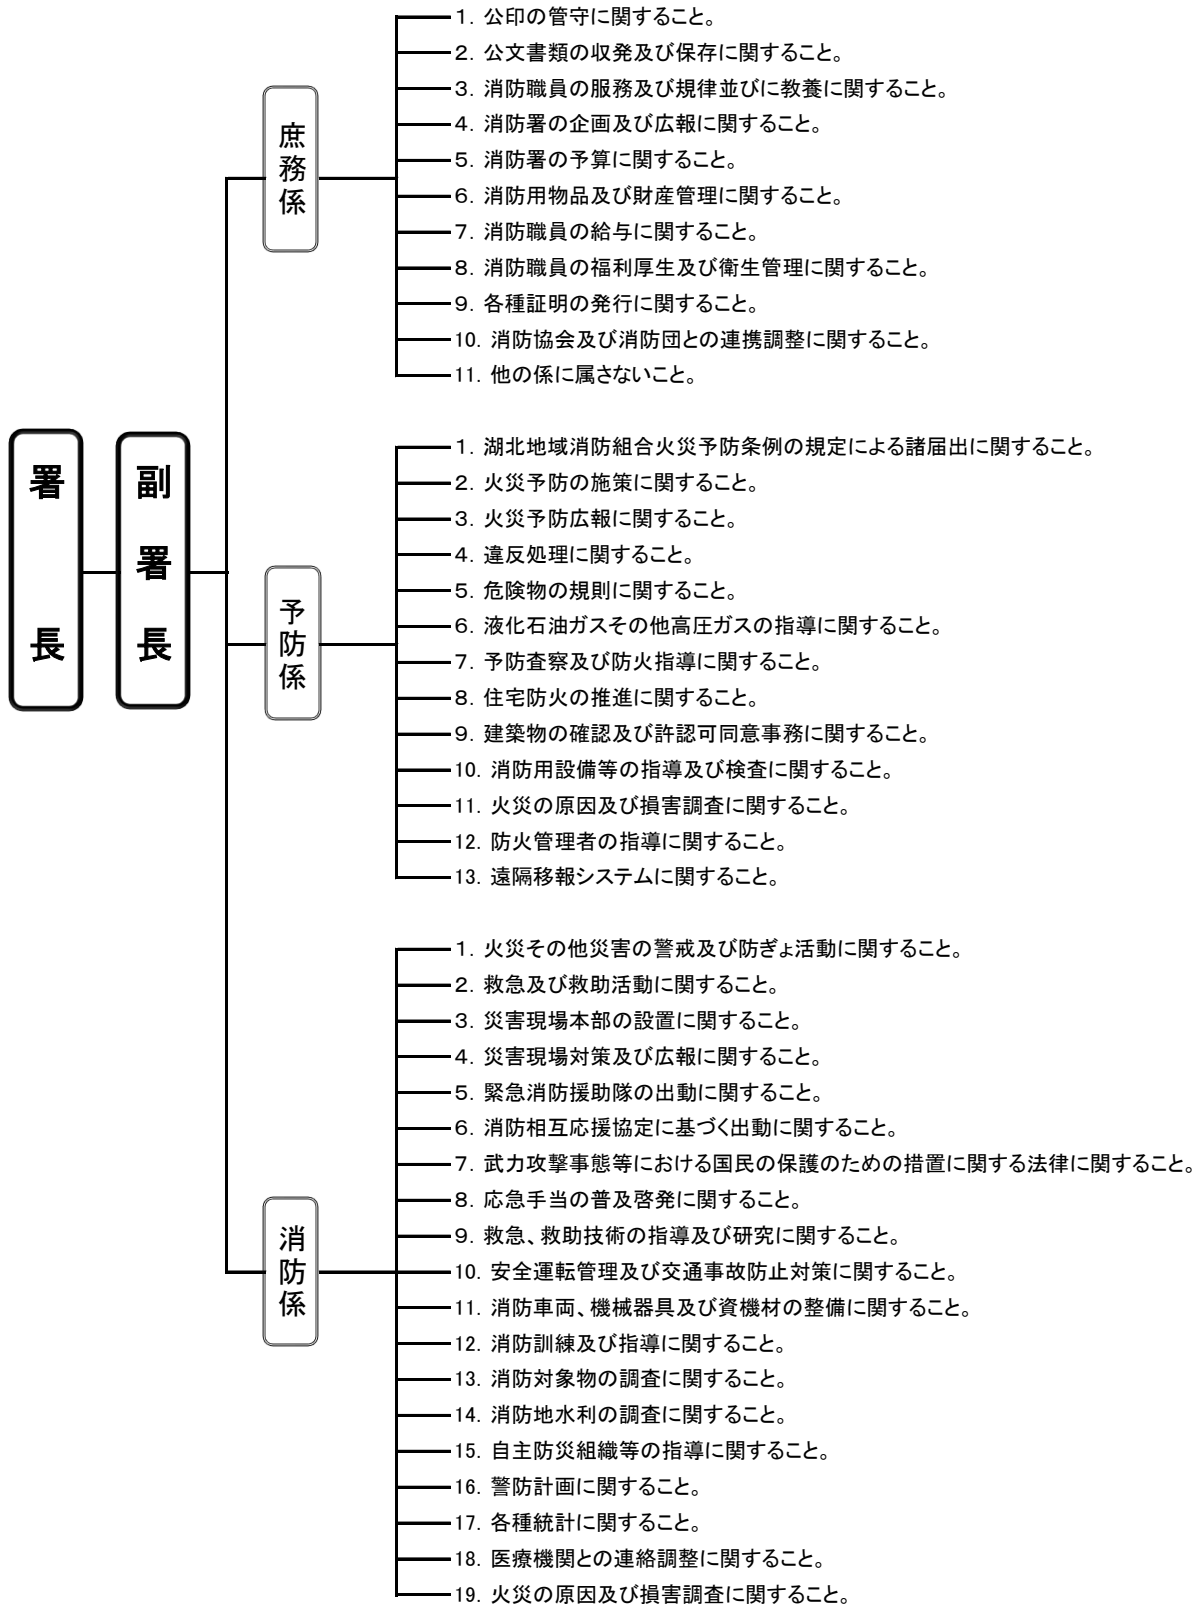 署長
副署長
庶務係
1. 公印の管守に関すること。
2. 公文書類の収発及び保存に関すること。
3. 消防職員の服務及び規律並びに教養に関すること。
4. 消防署の企画及び広報に関すること。
5. 消防署の予算に関すること。
6. 消防用物品及び財産管理に関すること。
7. 消防職員の給与に関すること。
8. 消防職員の福利厚生及び衛生管理に関すること。
9. 各種証明の発行に関すること。
10. 消防協会及び消防団との連携調整に関すること。
11. 他の係に属さないこと。
予防係
1. 湖北地域消防組合火災予防条例の規定による諸届出に関すること。
2. 火災予防の施策に関すること。
3. 火災予防広報に関すること。
4. 違反処理に関すること。
5. 危険物の規則に関すること。
6. 液化石油ガスその他高圧ガスの指導に関すること。
7. 予防査察及び防火指導に関すること。
8. 住宅防火の推進に関すること。
9. 建築物の確認及び許認可同意事務に関すること。
10. 消防用設備等の指導及び検査に関すること。
11. 火災の原因及び損害調査に関すること。
12. 防火管理者の指導に関すること。
13. 遠隔移報システムに関すること。
消防係
1. 火災その他災害の警戒及び防ぎょ活動に関すること。
2. 救急及び救助活動に関すること。
3. 災害現場本部の設置に関すること。
4. 災害現場対策及び広報に関すること。
5. 緊急消防援助隊の出動に関すること。
6. 消防相互応援協定に基づく出動に関すること。
7. 武力攻撃事態等における国民の保護のための措置に関する法律に関すること。
8. 応急手当の普及啓発に関すること。
9. 救急、救助技術の指導及び研究に関すること。
10. 安全運転管理及び交通事故防止対策に関すること。
11. 消防車両、機械器具及び資機材の整備に関すること。
12. 消防訓練及び指導に関すること。
13. 消防対象物の調査に関すること。
14. 消防地水利の調査に関すること。
15. 自主防災組織等の指導に関すること。
16. 警防計画に関すること。
17. 各種統計に関すること。
18. 医療機関との連絡調整に関すること。
19. 火災の原因及び損害調査に関すること。